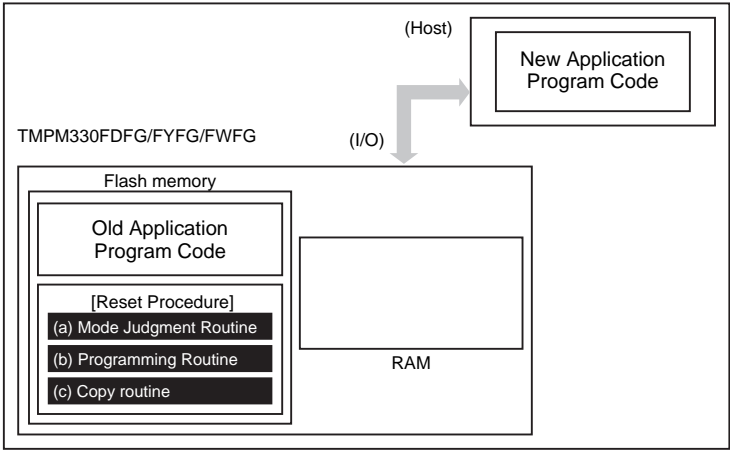 (Host)
New Application
Program Code
TMPM330FDFG/FYFG/FWFG
(I/O)
Flash memory
Old Application
Program Code
[Reset Procedure]
(a) Mode Judgment Routine
(b) Programming Routine
(c) Copy routine
RAM